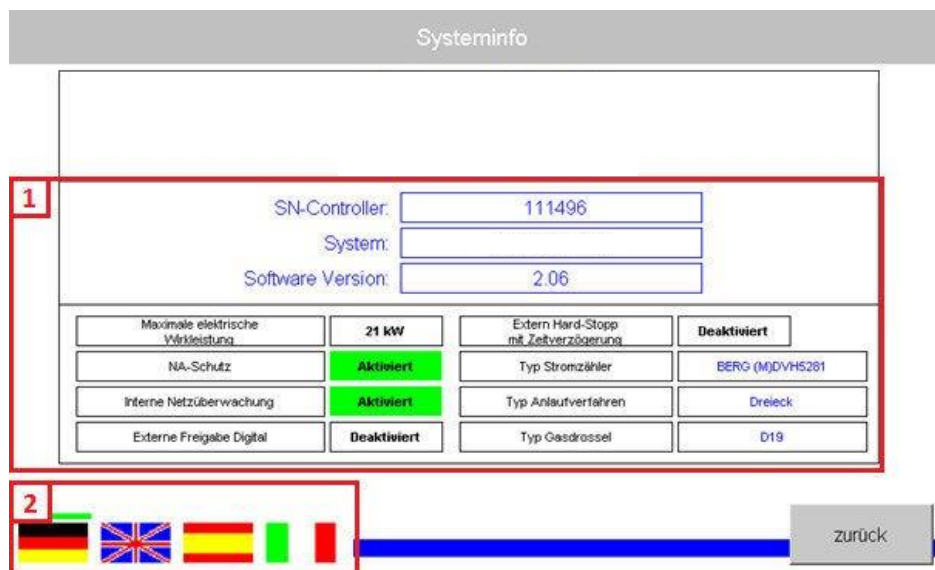 Systeminfo
1
SN-Controller: 111496
System:
Software Version: 2.06
Maximale elektrische
Wirkleistung
21 kW
Extern Hard-Stopp
mit Zeitverzögerung
Deaktiviert
NA-Schutz
Aktiviert
Typ Stromzähler
BERG (M)DVH5281
Interne Netzüberwachung
Aktiviert
Typ Anlaufverfahren
Dreieck
Externe Freigabe Digital
Deaktiviert
Typ Gasdrossel
D19
2
zurück